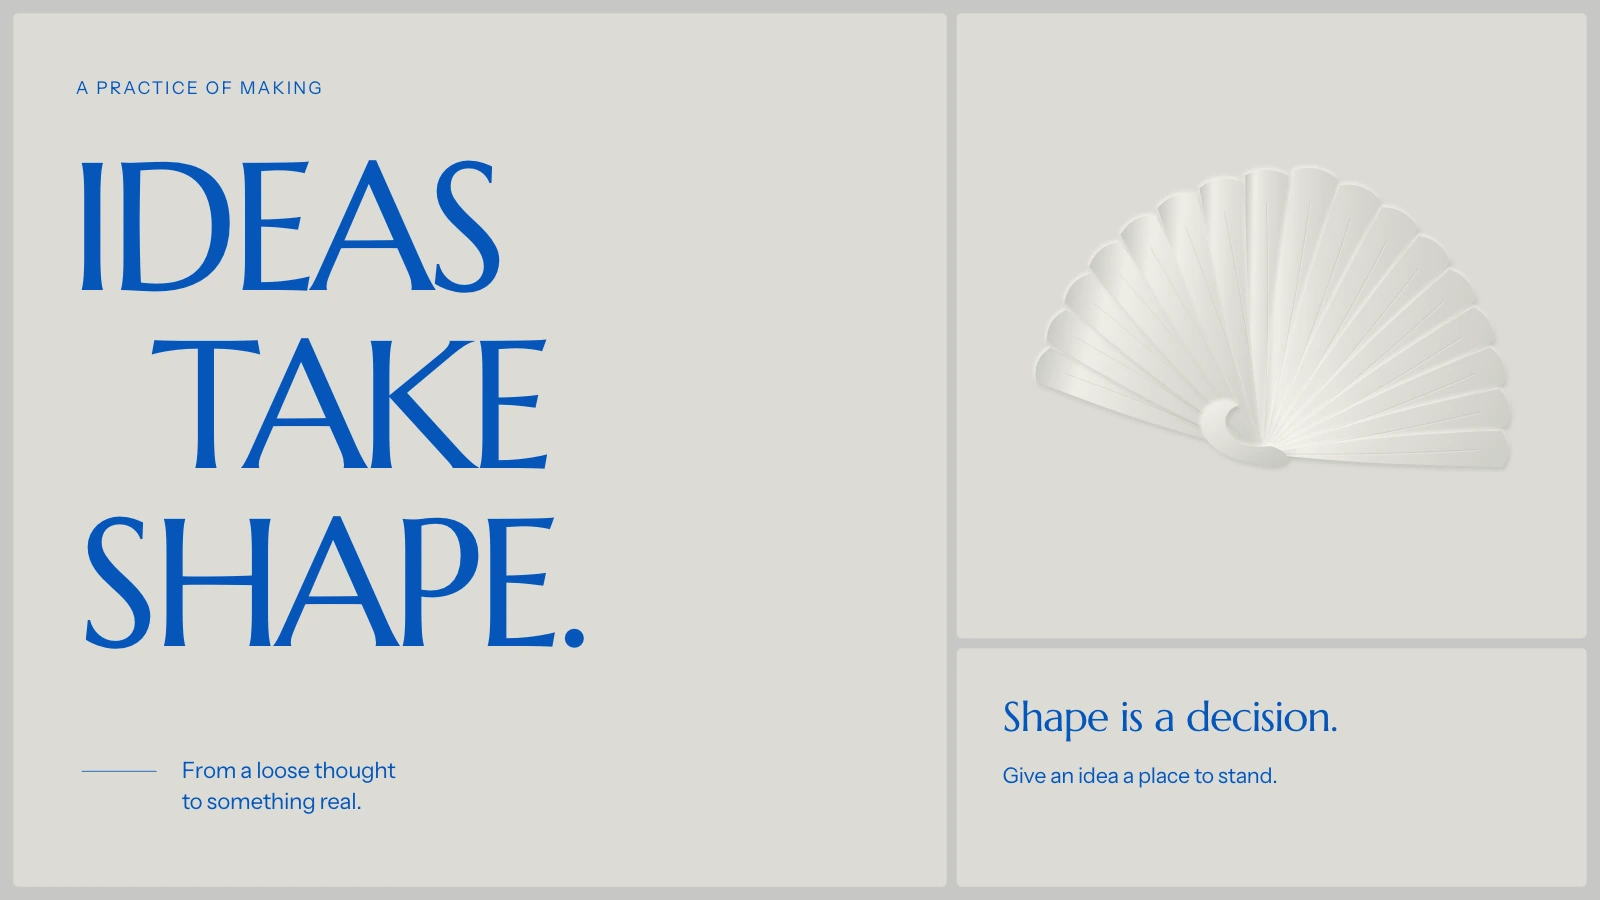 A PRACTICE OF MAKING
IDEAS
TAKE
SHAPE.
From a loose thought
to something real.
Shape is a decision.
Give an idea a place to stand.